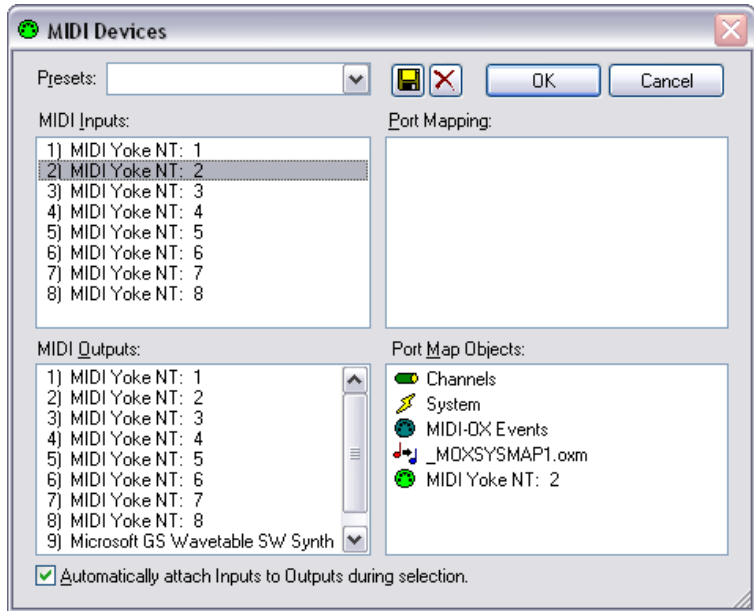 MIDI Devices
Presets: OK Cancel
MIDI Inputs:
1) MIDI Yoke NT: 1
2) MIDI Yoke NT: 2
3) MIDI Yoke NT: 3
4) MIDI Yoke NT: 4
5) MIDI Yoke NT: 5
6) MIDI Yoke NT: 6
7) MIDI Yoke NT: 7
8) MIDI Yoke NT: 8
Port Mapping:
MIDI Outputs:
1) MIDI Yoke NT: 1
2) MIDI Yoke NT: 2
3) MIDI Yoke NT: 3
4) MIDI Yoke NT: 4
5) MIDI Yoke NT: 5
6) MIDI Yoke NT: 6
7) MIDI Yoke NT: 7
8) MIDI Yoke NT: 8
9) Microsoft GS Wavetable SW Synth
Port Map Objects:
Channels
System
MIDI-OX Events
_MOXSYSMAP1.oxm
MIDI Yoke NT: 2
Automatically attach Inputs to Outputs during selection.